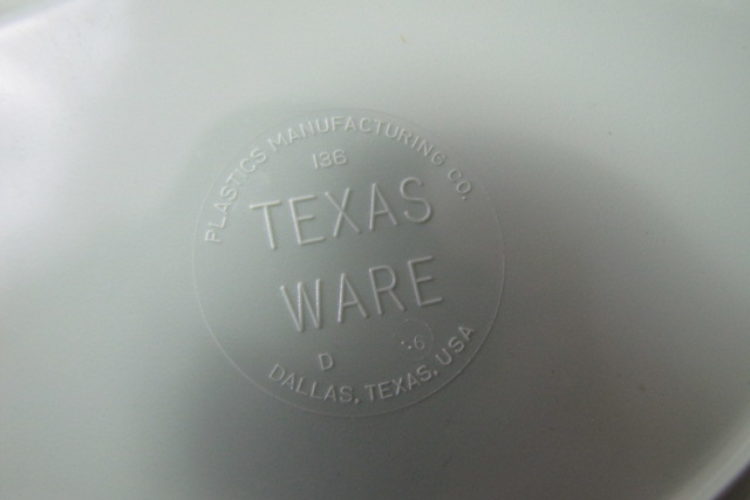 PLASTICS MANUFACTURING CO.
136
TEXAS
WARE
D
DALLAS, TEXAS, USA